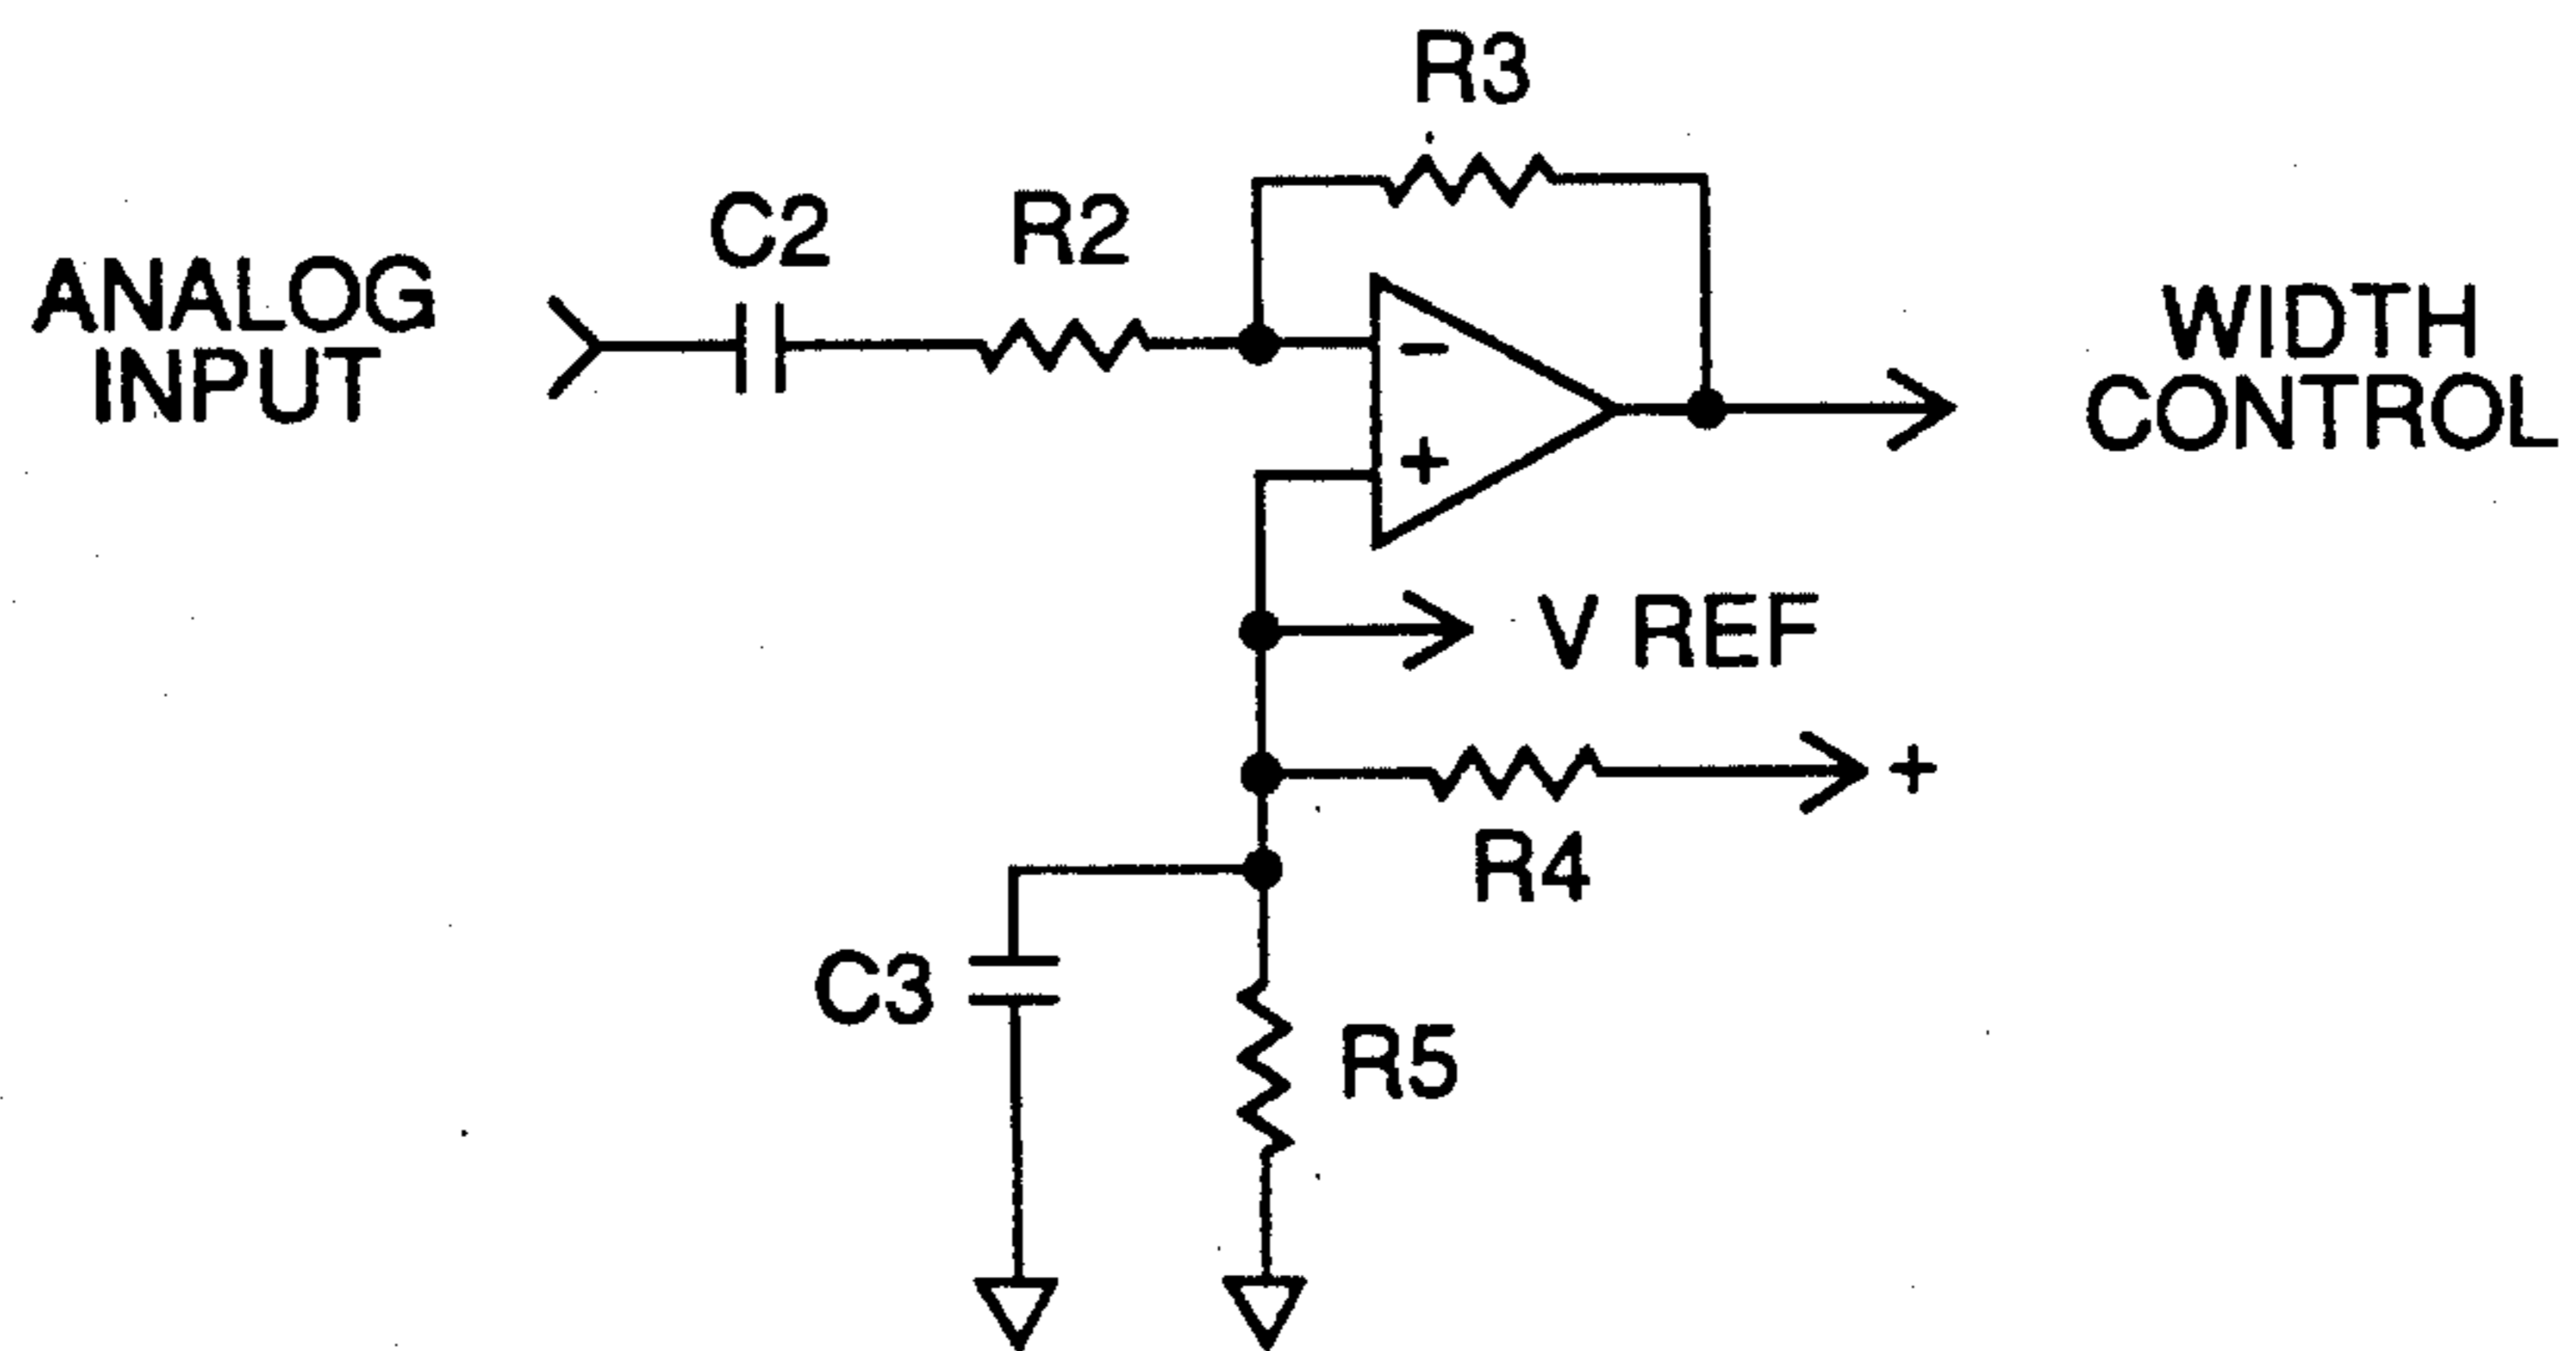 R3
C2
R2
ANALOG
INPUT
WIDTH
CONTROL
−
+
V REF
+
R4
C3
R5